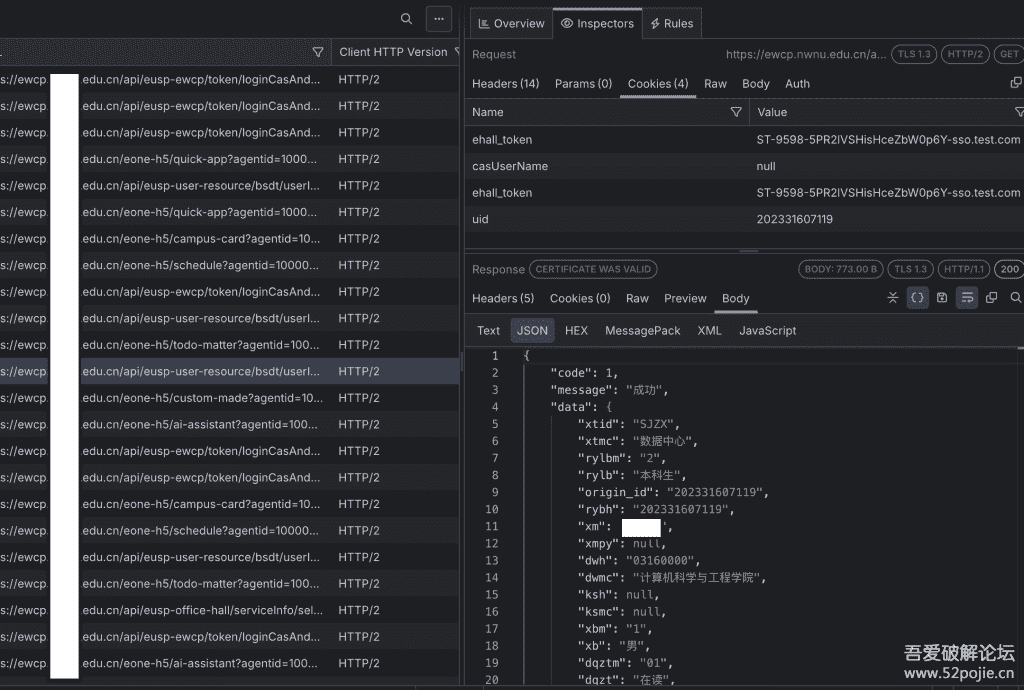 Overview
Inspectors
Rules
Client HTTP Version
Request
https://ewcp.nwnu.edu.cn/a...
TLS 1.3
HTTP/2
GET
Headers (14)
Params (0)
Cookies (4)
Raw
Body
Auth
Name
Value
ehall_token
ST-9598-5PR2IVSHisHceZbW0p6Y-sso.test.com
casUserName
null
ehall_token
ST-9598-5PR2IVSHisHceZbW0p6Y-sso.test.com
uid
202331607119
s://ewcp. .edu.cn/api/eusp-ewcp/token/loginCasAnd... HTTP/2
s://ewcp. .edu.cn/api/eusp-ewcp/token/loginCasAnd... HTTP/2
s://ewcp. .edu.cn/api/eusp-ewcp/token/loginCasAnd... HTTP/2
s://ewcp. .edu.cn/eone-h5/quick-app?agentid=1000... HTTP/2
s://ewcp. .edu.cn/api/eusp-user-resource/bsdt/userI... HTTP/2
s://ewcp. .edu.cn/eone-h5/quick-app?agentid=1000... HTTP/2
s://ewcp. .edu.cn/eone-h5/campus-card?agentid=10... HTTP/2
s://ewcp. .edu.cn/eone-h5/schedule?agentid=10000... HTTP/2
s://ewcp. .edu.cn/api/eusp-ewcp/token/loginCasAnd... HTTP/2
s://ewcp. .edu.cn/api/eusp-user-resource/bsdt/userI... HTTP/2
s://ewcp. .edu.cn/eone-h5/todo-matter?agentid=100... HTTP/2
s://ewcp. .edu.cn/api/eusp-user-resource/bsdt/userI... HTTP/2
s://ewcp. .edu.cn/eone-h5/custom-made?agentid=10... HTTP/2
s://ewcp. .edu.cn/eone-h5/ai-assistant?agentid=100... HTTP/2
s://ewcp. .edu.cn/api/eusp-ewcp/token/loginCasAnd... HTTP/2
s://ewcp. .edu.cn/api/eusp-ewcp/token/loginCasAnd... HTTP/2
s://ewcp. .edu.cn/eone-h5/campus-card?agentid=10... HTTP/2
s://ewcp. .edu.cn/eone-h5/schedule?agentid=10000... HTTP/2
s://ewcp. .edu.cn/api/eusp-user-resource/bsdt/userI... HTTP/2
s://ewcp. .edu.cn/eone-h5/todo-matter?agentid=100... HTTP/2
s://ewcp. .edu.cn/api/eusp-office-hall/serviceInfo/sel... HTTP/2
s://ewcp. .edu.cn/api/eusp-ewcp/token/loginCasAnd... HTTP/2
s://ewcp. .edu.cn/eone-h5/ai-assistant?agentid=100... HTTP/2
Response
CERTIFICATE WAS VALID
BODY: 773.00 B
TLS 1.3
HTTP/1.1
200
Headers (5)
Cookies (0)
Raw
Preview
Body
Text
JSON
HEX
MessagePack
XML
JavaScript
1 {
2 "code": 1,
3 "message": "成功",
4 "data": {
5 "xtid": "SJZX",
6 "xtmc": "数据中心",
7 "rylbm": "2",
8 "rylb": "本科生",
9 "origin_id": "202331607119",
10 "rybh": "202331607119",
11 "xm": ",
12 "xmpy": null,
13 "dwh": "03160000",
14 "dwmc": "计算机科学与工程学院",
15 "ksh": null,
16 "ksmc": null,
17 "xbm": "1",
18 "xb": "男",
19 "dqztm": "01",
20 "dqzt": "在读",
吾爱破解论坛
www.52pojie.cn